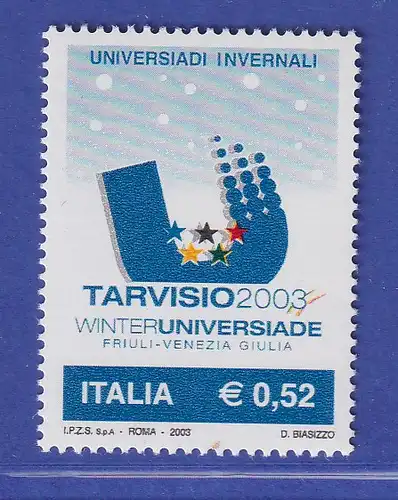 UNIVERSIADI INVERNALI
TARVISIO2003
WINTERUNIVERSIADE
FRIULI-VENEZIA GIULIA
ITALIA € 0,52
I.P.Z.S. S.p.A. - ROMA - 2003 D. BIASIZZO